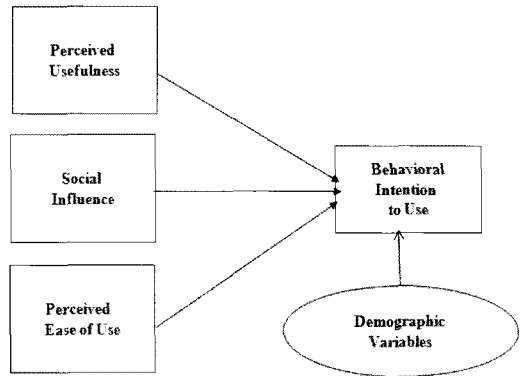 Perceived
Usefulness
Social
Influence
Perceived
Ease of Use
Behavioral
Intention
to Use
Demographic
Variables